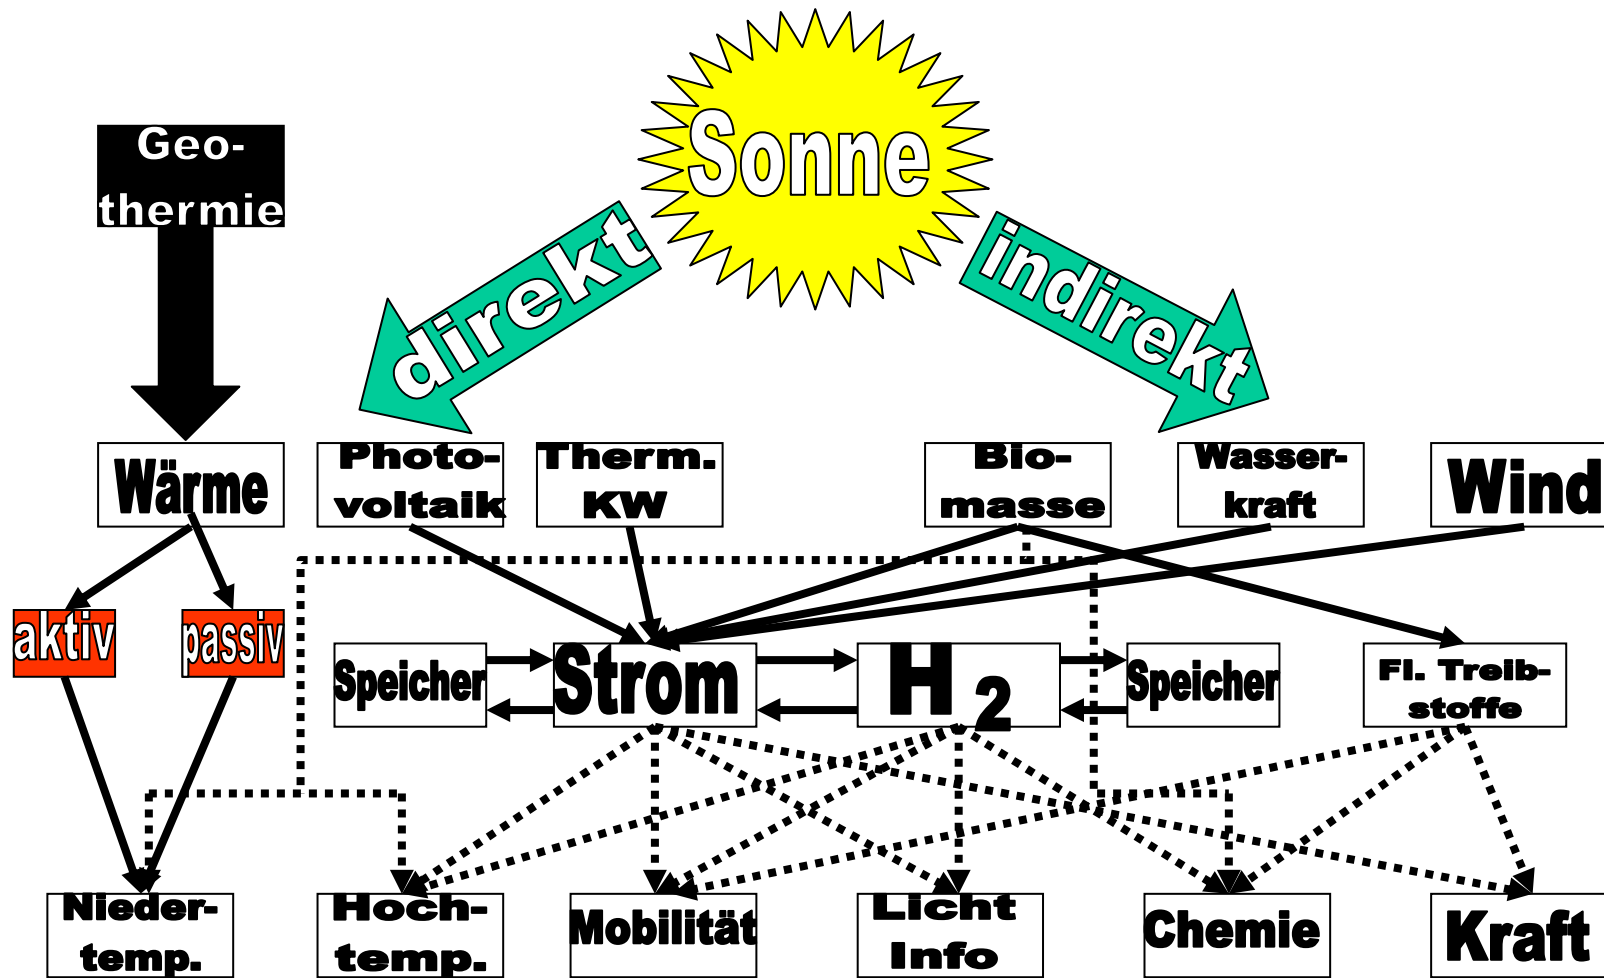 Sonne
Geo-
thermie
direkt
indirekt
Wärme
Photo-
voltaik
Therm.
KW
Bio-
masse
Wasser-
kraft
Wind
aktiv
passiv
Speicher
Strom
H 2
Speicher
Fl. Treib-
stoffe
Nieder-
temp.
Hoch-
temp.
Mobilität
Licht
Info
Chemie
Kraft